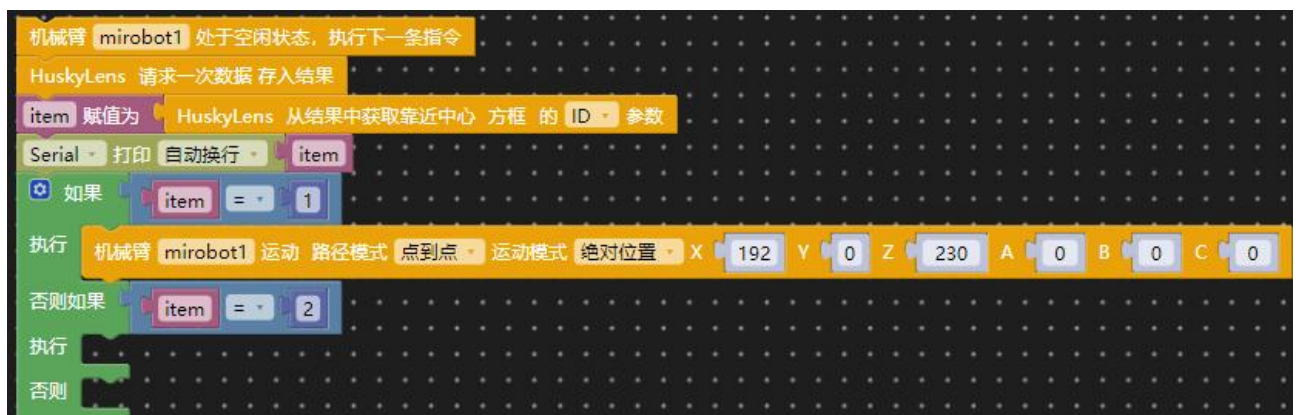 机械臂 mirobot1 处于空闲状态，执行下一条指令
HuskyLens 请求一次数据 存入结果
item 赋值为 HuskyLens 从结果中获取靠近中心 方框 的 ID 参数
Serial 打印 自动换行 item
如果 item = 1
执行 机械臂 mirobot1 运动 路径模式 点到点 运动模式 绝对位置 X 192 Y 0 Z 230 A 0 B 0 C 0
否则如果 item = 2
执行
否则